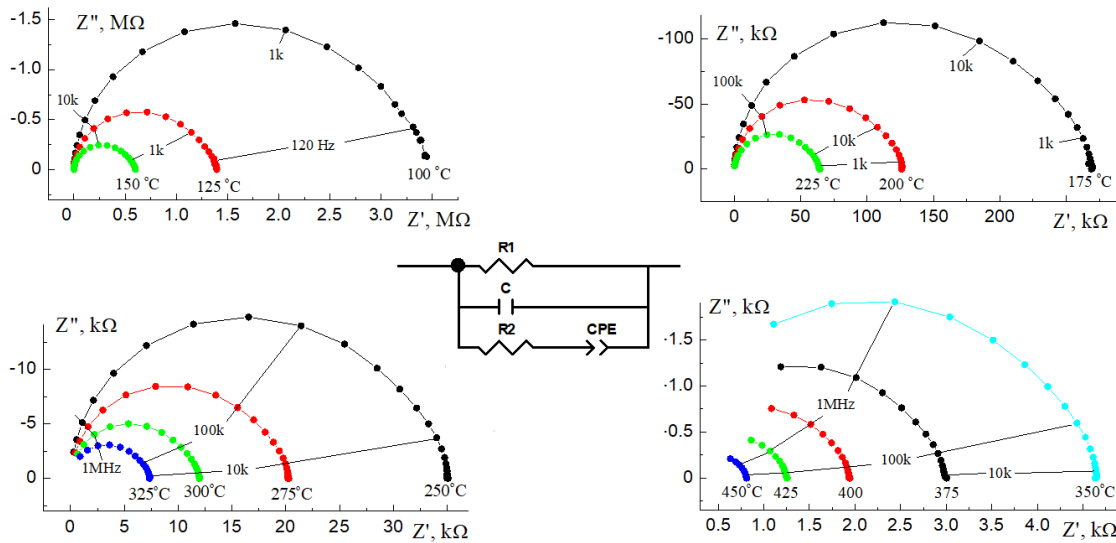 Z", MΩ
-1.5
-1.0
-0.5
0
1k
10k
1k
120 Hz
150 °C
125 °C
100 °C
0 0.5 1.0 1.5 2.0 2.5 3.0
Z', MΩ
Z", kΩ
-100
-50
0
100k
10k
10k
1k
1k
225 °C
200 °C
175 °C
0 50 100 150 200
Z', kΩ
R1
C
R2
CPE
Z", kΩ
-10
-5
0
1MHz
100k
10k
325°C
300°C
275°C
250°C
0 5 10 15 20 25 30
Z', kΩ
Z", kΩ
-1.5
-1.0
-0.5
0
1MHz
100k
10k
450°C
425
400
375
350°C
0.5 1.0 1.5 2.0 2.5 3.0 3.5 4.0
Z', kΩ